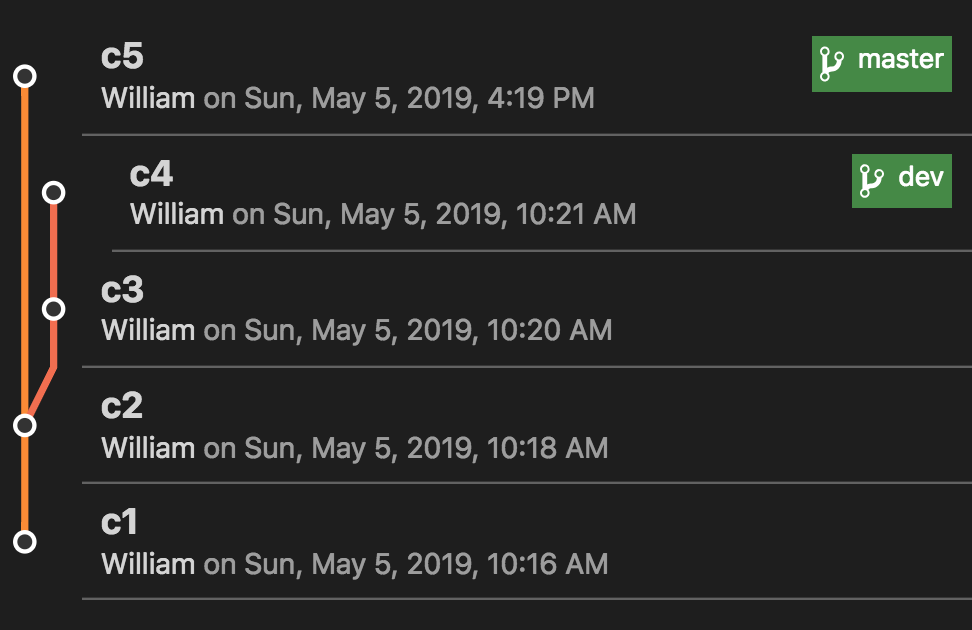 c5
master
William on Sun, May 5, 2019, 4:19 PM
c4
dev
William on Sun, May 5, 2019, 10:21 AM
c3
William on Sun, May 5, 2019, 10:20 AM
c2
William on Sun, May 5, 2019, 10:18 AM
c1
William on Sun, May 5, 2019, 10:16 AM